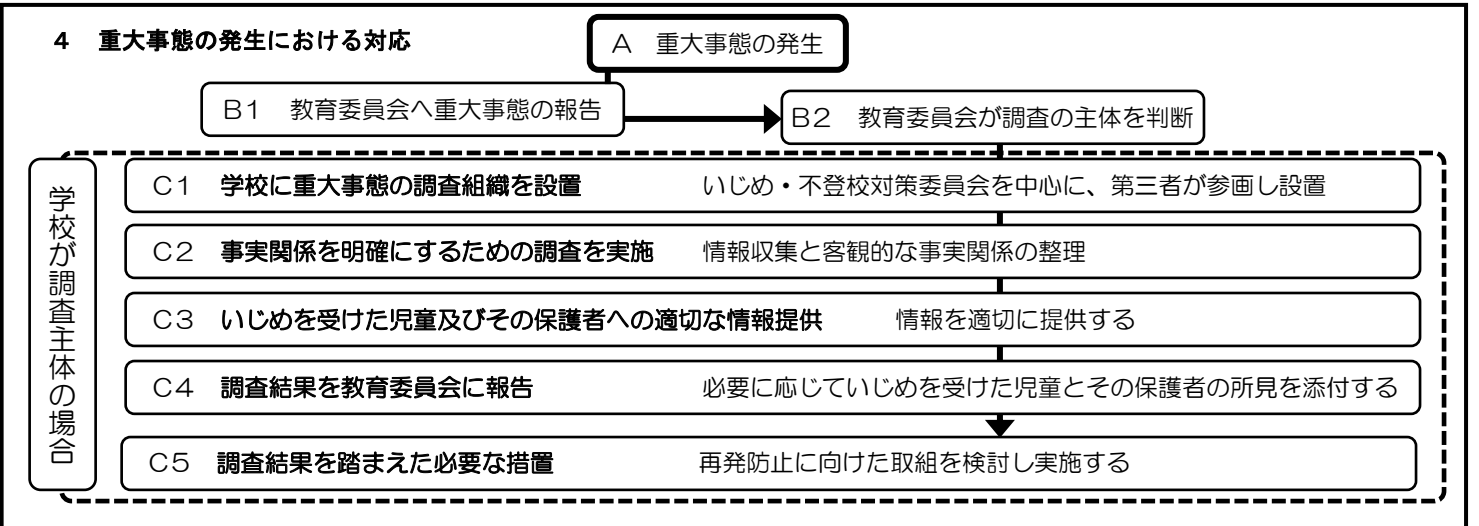 4 重大事態の発生における対応
A 重大事態の発生
B1 教育委員会へ重大事態の報告
B2 教育委員会が調査の主体を判断
学校が調査主体の場合
C1 学校に重大事態の調査組織を設置 いじめ・不登校対策委員会を中心に、第三者が参画し設置
C2 事実関係を明確にするための調査を実施 情報収集と客観的な事実関係の整理
C3 いじめを受けた児童及びその保護者への適切な情報提供 情報を適切に提供する
C4 調査結果を教育委員会に報告 必要に応じていじめを受けた児童とその保護者の所見を添付する
C5 調査結果を踏まえた必要な措置 再発防止に向けた取組を検討し実施する